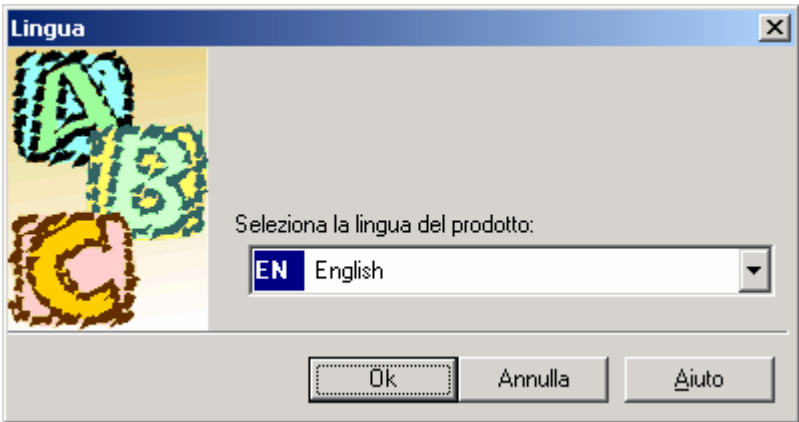 Lingua
A
B
C
Seleziona la lingua del prodotto:
EN English
Ok Annulla Aiuto